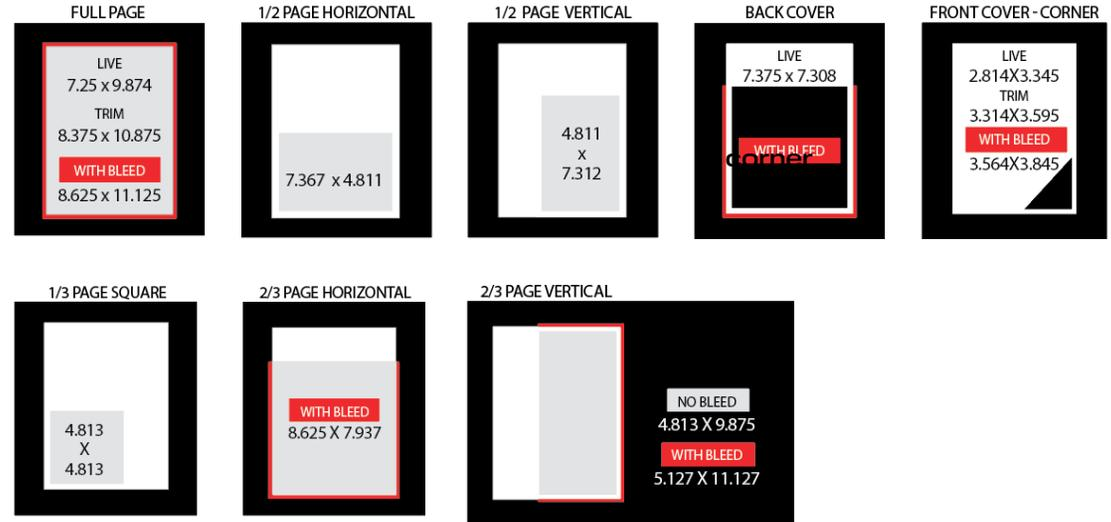 FULL PAGE
LIVE
7.25 x 9.874
TRIM
8.375 x 10.875
WITH BLEED
8.625 x 11.125
1/2 PAGE HORIZONTAL
7.367 x 4.811
1/2 PAGE VERTICAL
4.811
x
7.312
BACK COVER
LIVE
7.375 x 7.308
WITH BLEED
corner
FRONT COVER - CORNER
LIVE
2.814X3.345
TRIM
3.314X3.595
WITH BLEED
3.564X3.845
1/3 PAGE SQUARE
4.813
X
4.813
2/3 PAGE HORIZONTAL
WITH BLEED
8.625 X 7.937
2/3 PAGE VERTICAL
NO BLEED
4.813 X 9.875
WITH BLEED
5.127 X 11.127